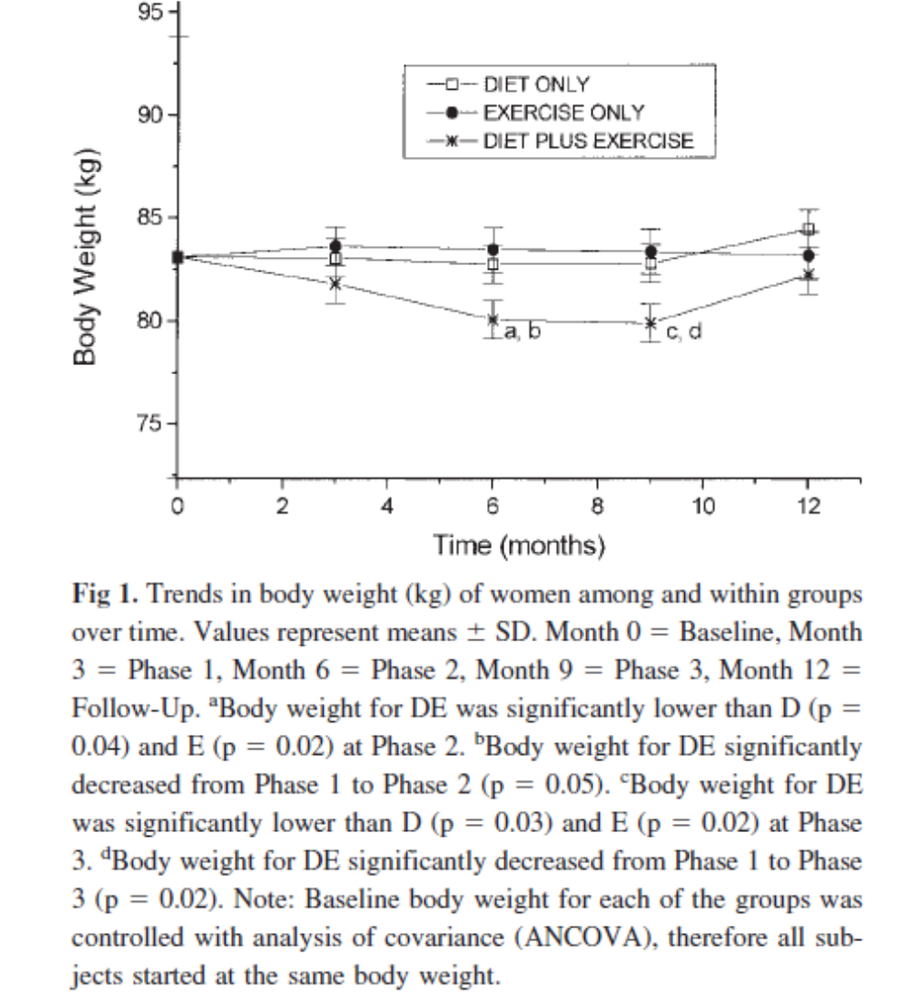 95
90
85
80
75
Body Weight (kg)
DIET ONLY
EXERCISE ONLY
DIET PLUS EXERCISE
a, b
c, d
0 2 4 6 8 10 12
Time (months)
Fig 1. Trends in body weight (kg) of women among and within groups
over time. Values represent means ± SD. Month 0 = Baseline, Month
3 = Phase 1, Month 6 = Phase 2, Month 9 = Phase 3, Month 12 =
Follow-Up. ᵃBody weight for DE was significantly lower than D (p =
0.04) and E (p = 0.02) at Phase 2. ᵇBody weight for DE significantly
decreased from Phase 1 to Phase 2 (p = 0.05). ᶜBody weight for DE
was significantly lower than D (p = 0.03) and E (p = 0.02) at Phase
3. ᵈBody weight for DE significantly decreased from Phase 1 to Phase
3 (p = 0.02). Note: Baseline body weight for each of the groups was
controlled with analysis of covariance (ANCOVA), therefore all sub-
jects started at the same body weight.